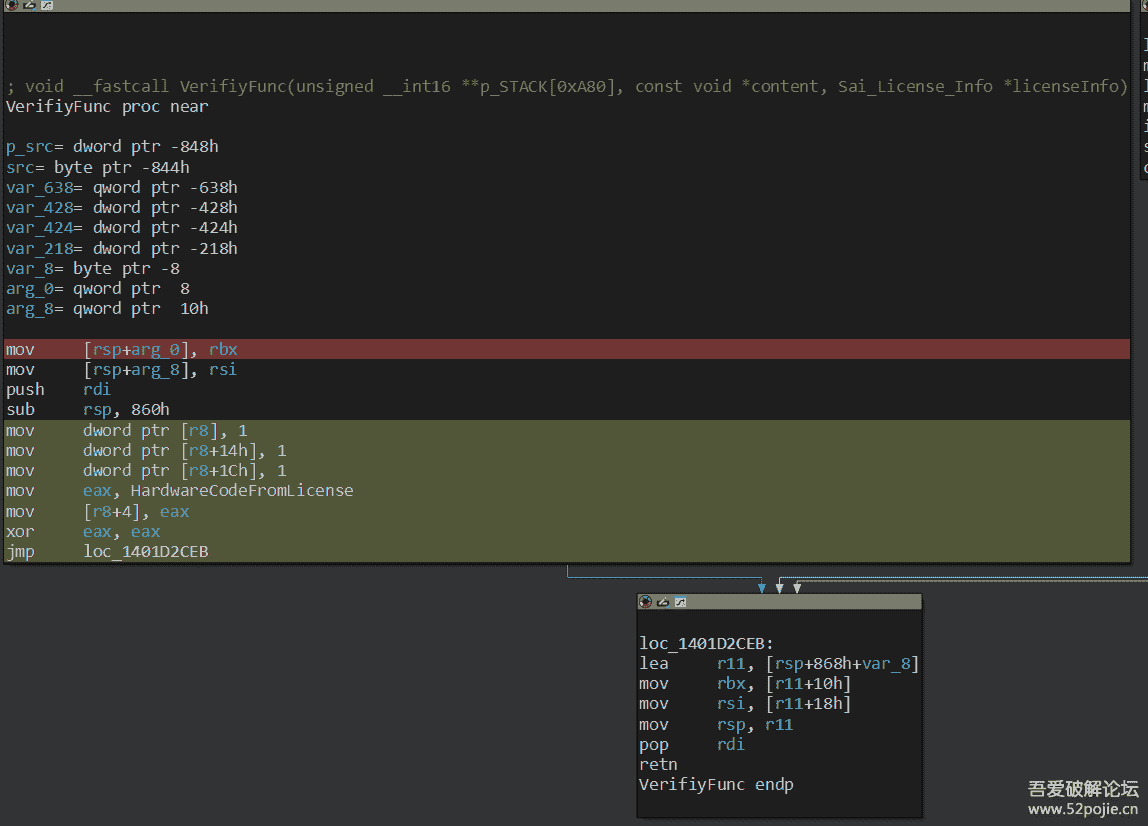 ; void __fastcall VerifiyFunc(unsigned __int16 **p_STACK[0xA80], const void *content, Sai_License_Info *licenseInfo)
VerifiyFunc proc near
p_src= dword ptr -848h
src= byte ptr -844h
var_638= qword ptr -638h
var_428= dword ptr -428h
var_424= dword ptr -424h
var_218= dword ptr -218h
var_8= byte ptr -8
arg_0= qword ptr  8
arg_8= qword ptr  10h
mov     [rsp+arg_0], rbx
mov     [rsp+arg_8], rsi
push    rdi
sub     rsp, 860h
mov     dword ptr [r8], 1
mov     dword ptr [r8+14h], 1
mov     dword ptr [r8+1Ch], 1
mov     eax, HardwareCodeFromLicense
mov     [r8+4], eax
xor     eax, eax
jmp     loc_1401D2CEB
loc_1401D2CEB:
lea     r11, [rsp+868h+var_8]
mov     rbx, [r11+10h]
mov     rsi, [r11+18h]
mov     rsp, r11
pop     rdi
retn
VerifiyFunc endp
吾爱破解论坛
www.52pojie.cn